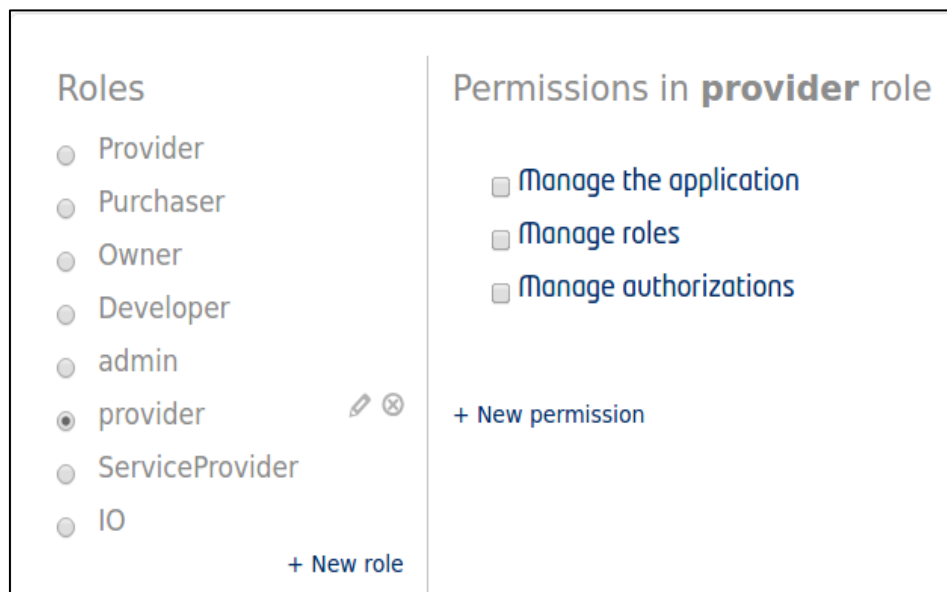 Roles
Provider
Purchaser
Owner
Developer
admin
provider
ServiceProvider
IO
+ New role
Permissions in provider role
Manage the application
Manage roles
Manage authorizations
+ New permission